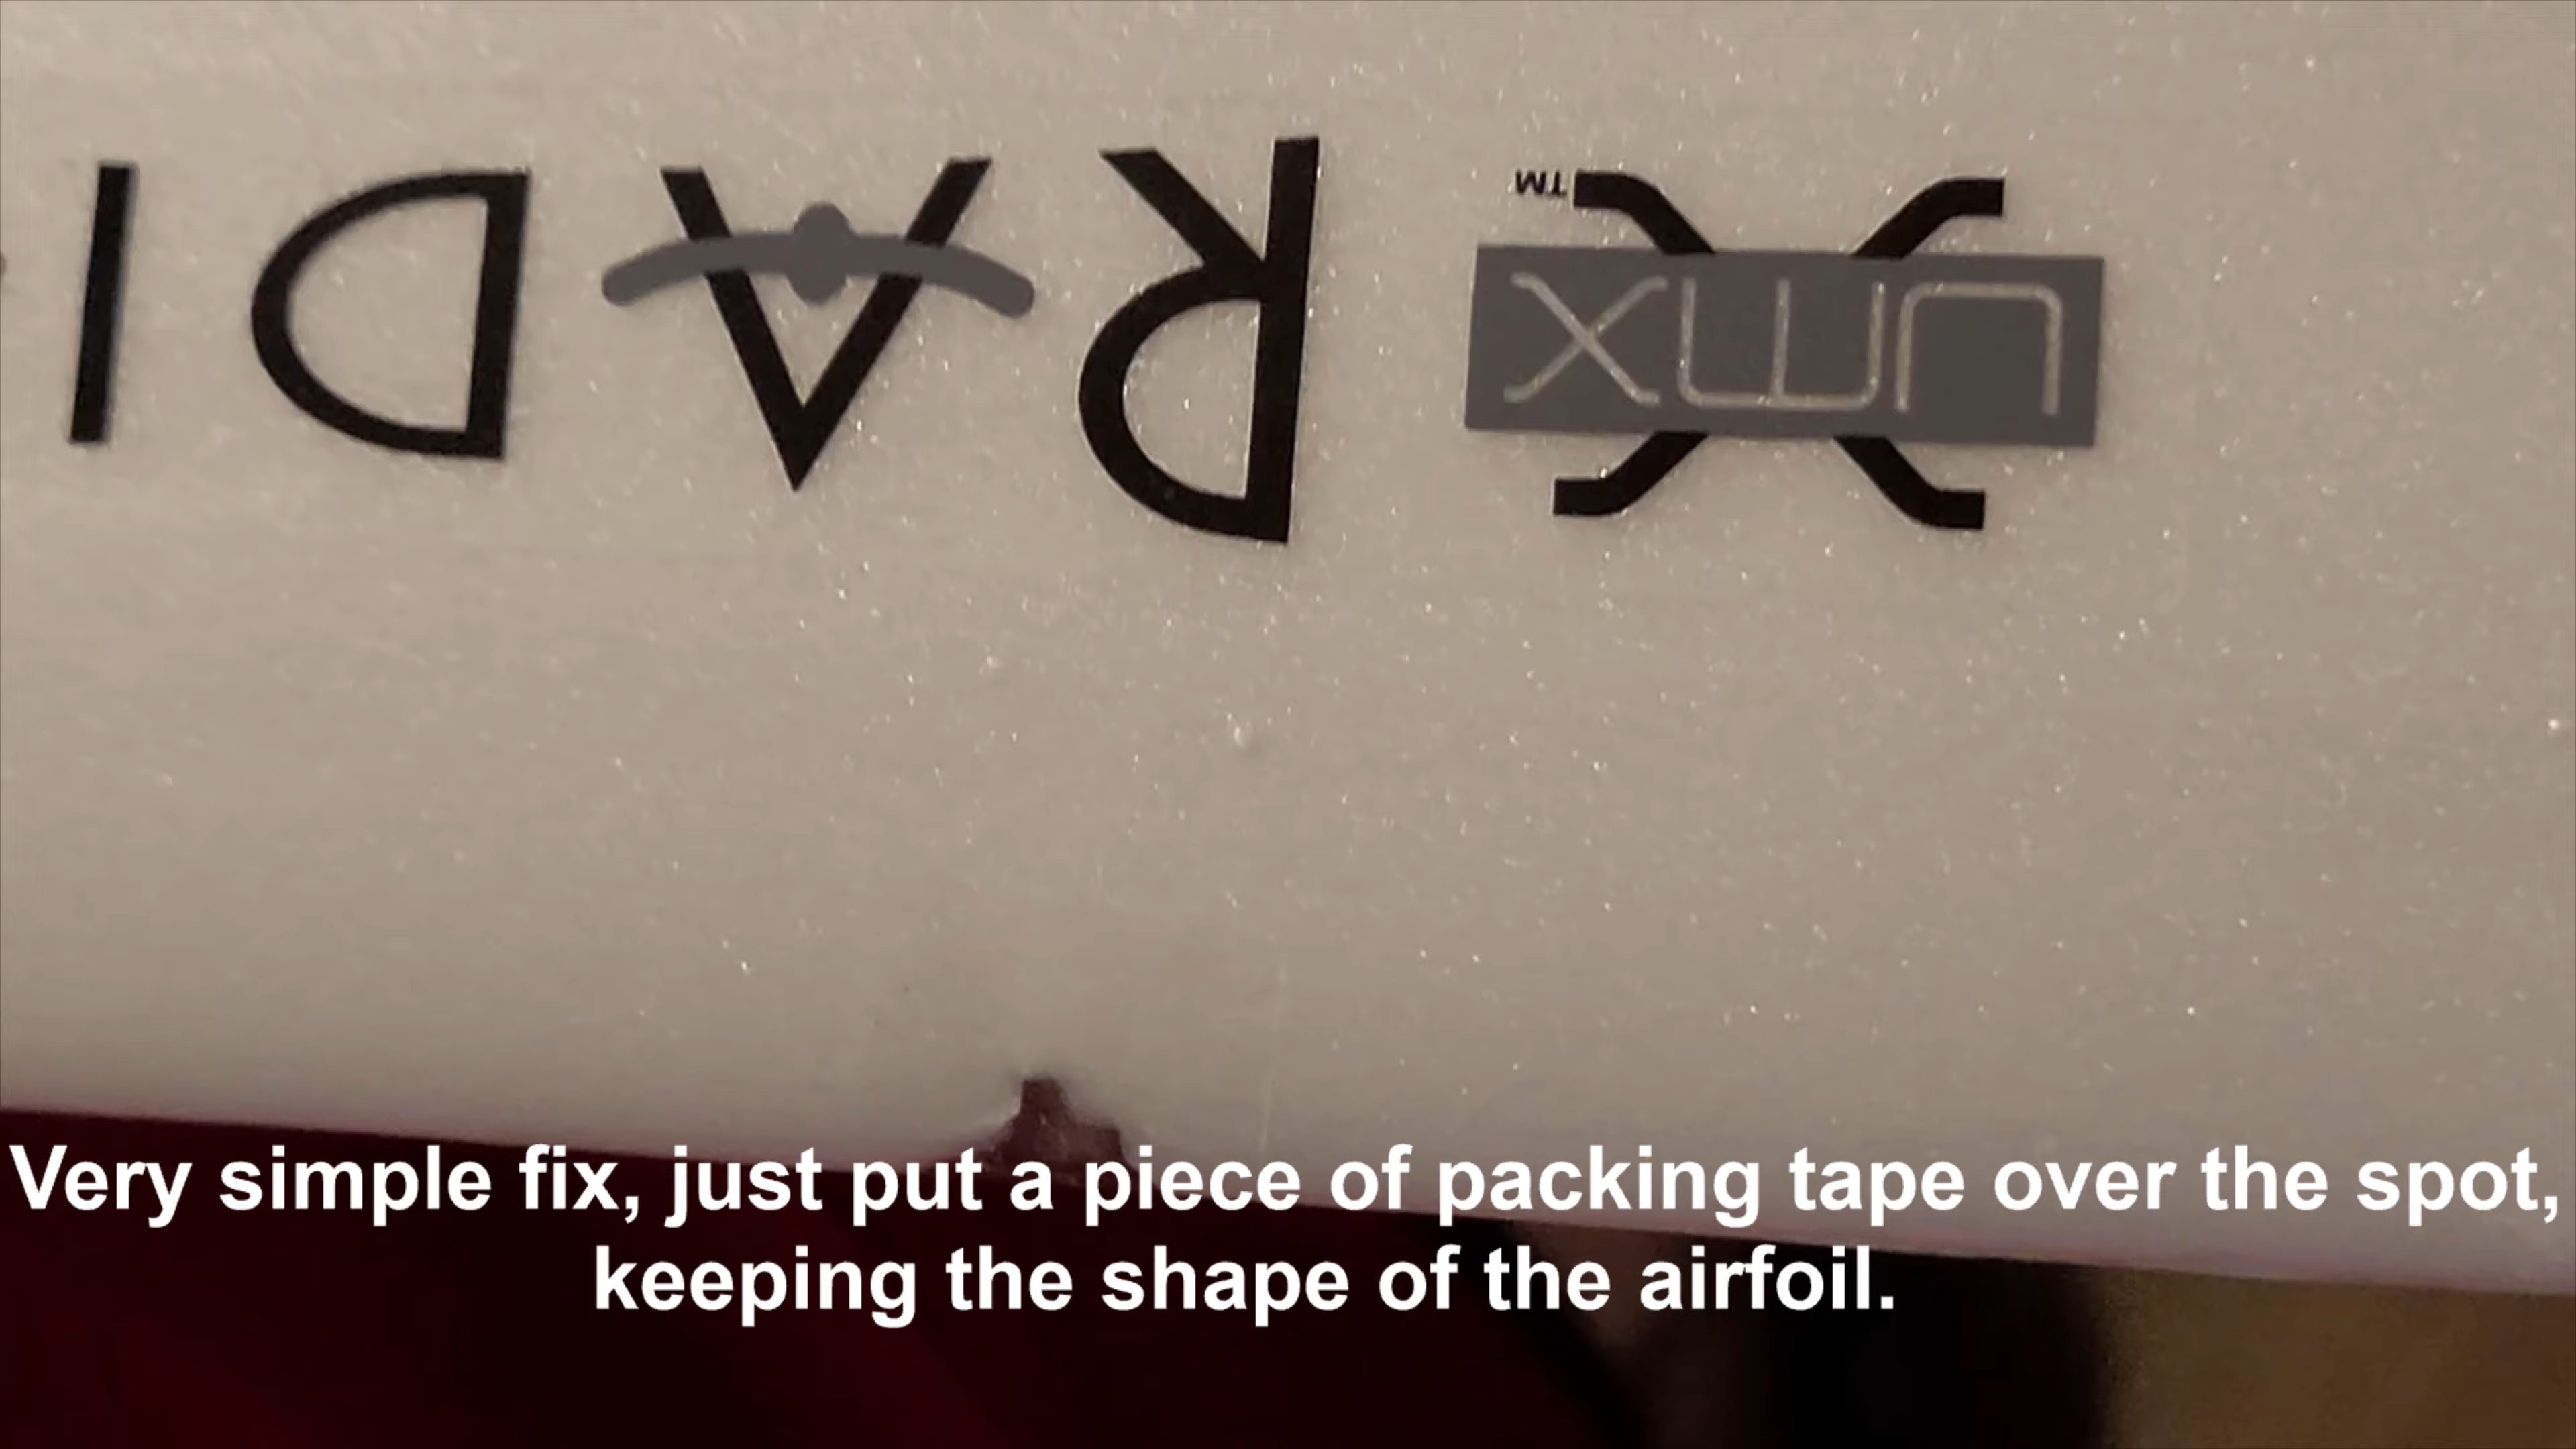 UMX
™
RADI
Very simple fix, just put a piece of packing tape over the spot,
keeping the shape of the airfoil.